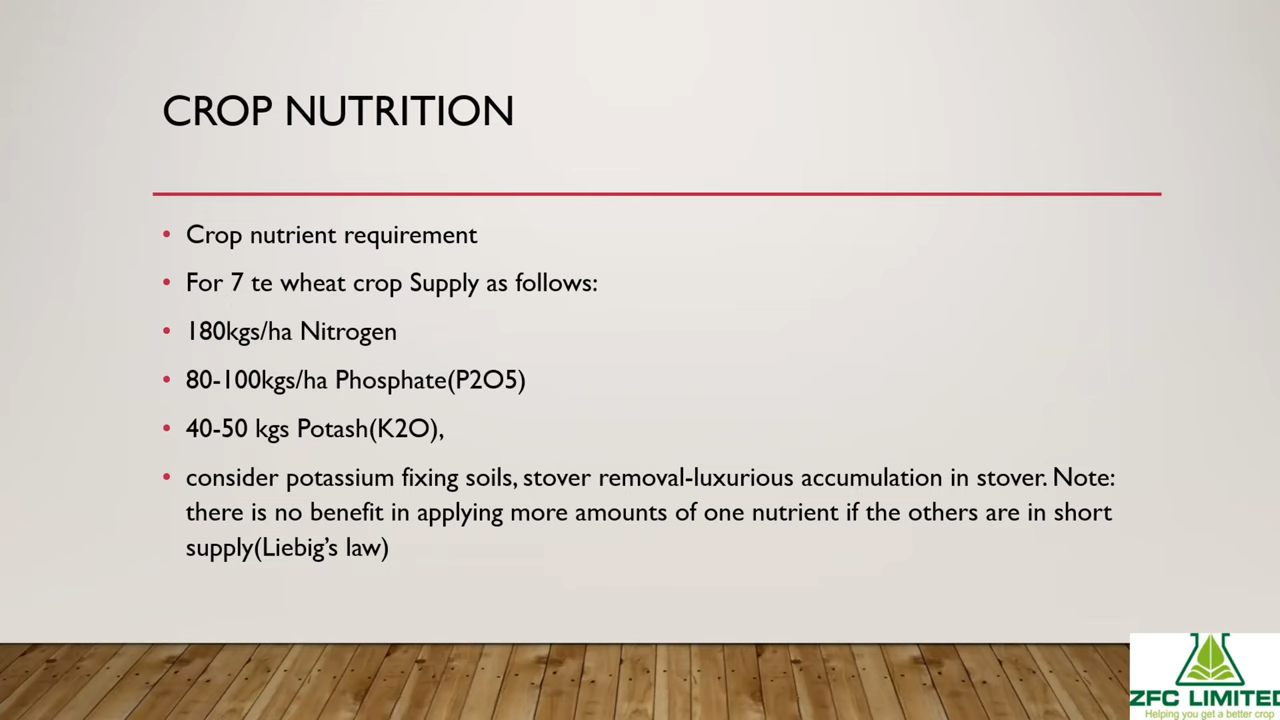 CROP NUTRITION
• Crop nutrient requirement
• For 7 te wheat crop Supply as follows:
• 180kgs/ha Nitrogen
• 80-100kgs/ha Phosphate(P2O5)
• 40-50 kgs Potash(K2O),
• consider potassium fixing soils, stover removal-luxurious accumulation in stover. Note:
there is no benefit in applying more amounts of one nutrient if the others are in short
supply(Liebig’s law)
ZFC LIMITED
Helping you get a better crop